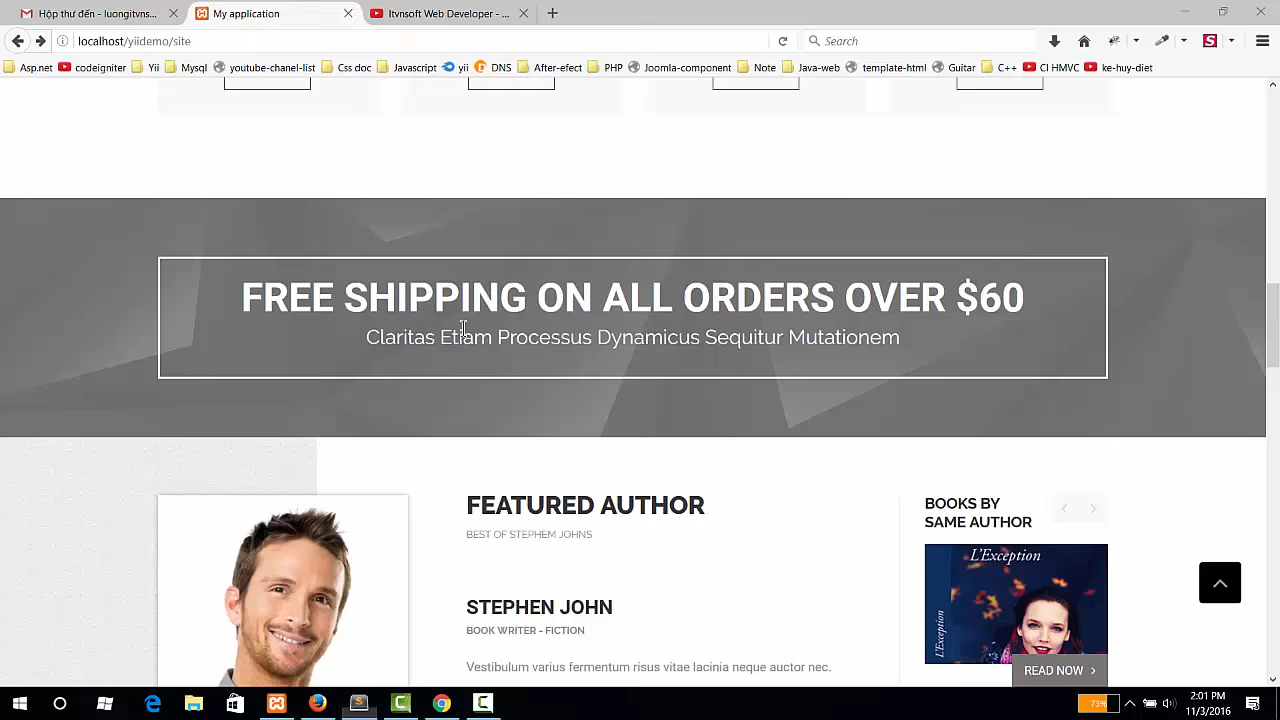 Hộp thư đến - luongitvns...
My application
Itvnsoft Web Developer - ...
localhost/yiidemo/site
Search
Asp.net
codeigniter
Yii
Mysql
youtube-chanel-list
Css doc
Javascript
yii
DNS
After-efect
PHP
Joomla-component
Note
Java-web
template-html
Guitar
C++
CI HMVC
ke-huy-diet
FREE SHIPPING ON ALL ORDERS OVER $60
Claritas Etiam Processus Dynamicus Sequitur Mutationem
FEATURED AUTHOR
BEST OF STEPHEM JOHNS
STEPHEN JOHN
BOOK WRITER - FICTION
Vestibulum varius fermentum risus vitae lacinia neque auctor nec.
BOOKS BY
SAME AUTHOR
L'Exception
L'Exception
READ NOW
73%
2:01 PM
11/3/2016